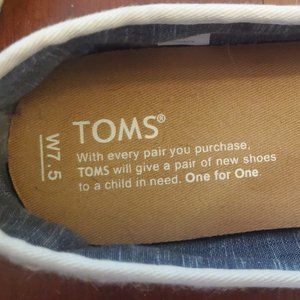 TOMS®
With every pair you purchase,
TOMS will give a pair of new shoes
to a child in need. One for One.
W7.5